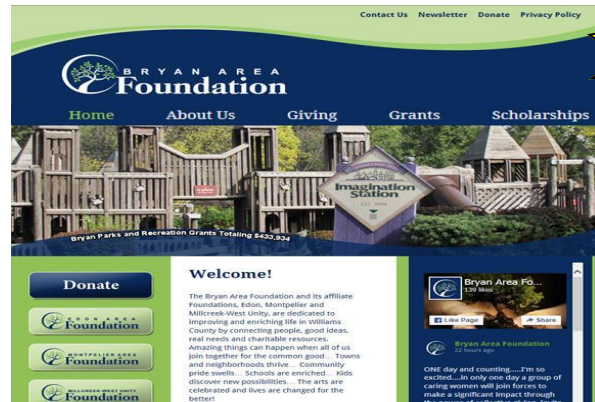 Contact Us Newsletter Donate Privacy Policy
BRYAN AREA
Foundation
Home About Us Giving Grants Scholarships
Imagination
Station
EST. 1994
Bryan Parks and Recreation Grants Totaling $433,934
Donate
EDON AREA
Foundation
MONTPELIER AREA
Foundation
MILLCREEK-WEST UNITY
Foundation
Welcome!
The Bryan Area Foundation and its affiliate
Foundations, Edon, Montpelier and
Millcreek-West Unity, are dedicated to
improving and enriching life in Williams
County by connecting people, good ideas,
real needs and charitable resources.
Amazing things can happen when all of us
join together for the common good... Towns
and neighborhoods thrive... Community
pride swells... Schools are enriched... Kids
discover new possibilities... The arts are
celebrated and lives are changed for the
better!
Bryan Area Fo...
139 likes
Like Page Share
Bryan Area Foundation
22 hours ago
ONE day and counting.....I'm so
excited....in only one day a group of
caring women will join forces to
make a significant impact through